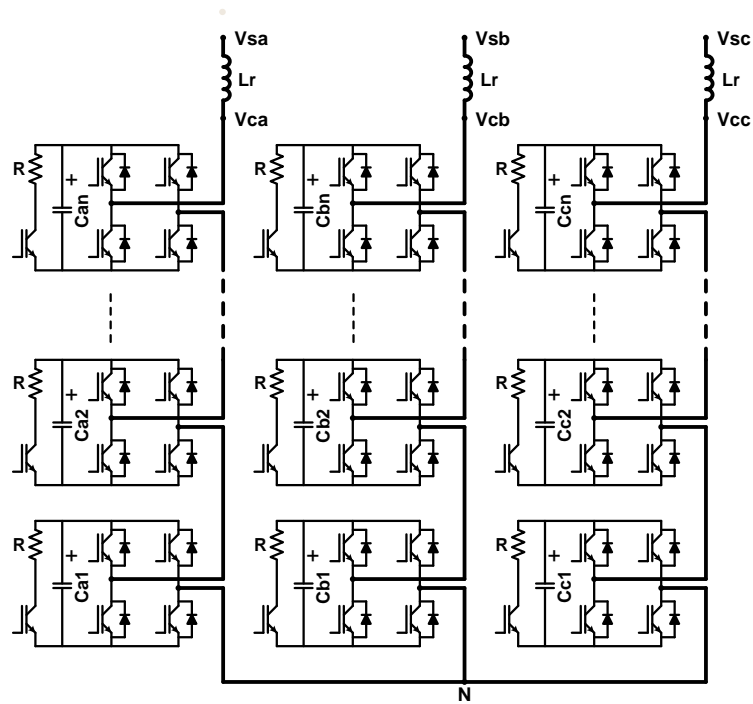 Vsa Vsb Vsc
Lr Lr Lr
Vca Vcb Vcc
R + Can R + Cbn R + Ccn
R + Ca2 R + Cb2 R + Cc2
R + Ca1 R + Cb1 R + Cc1
N